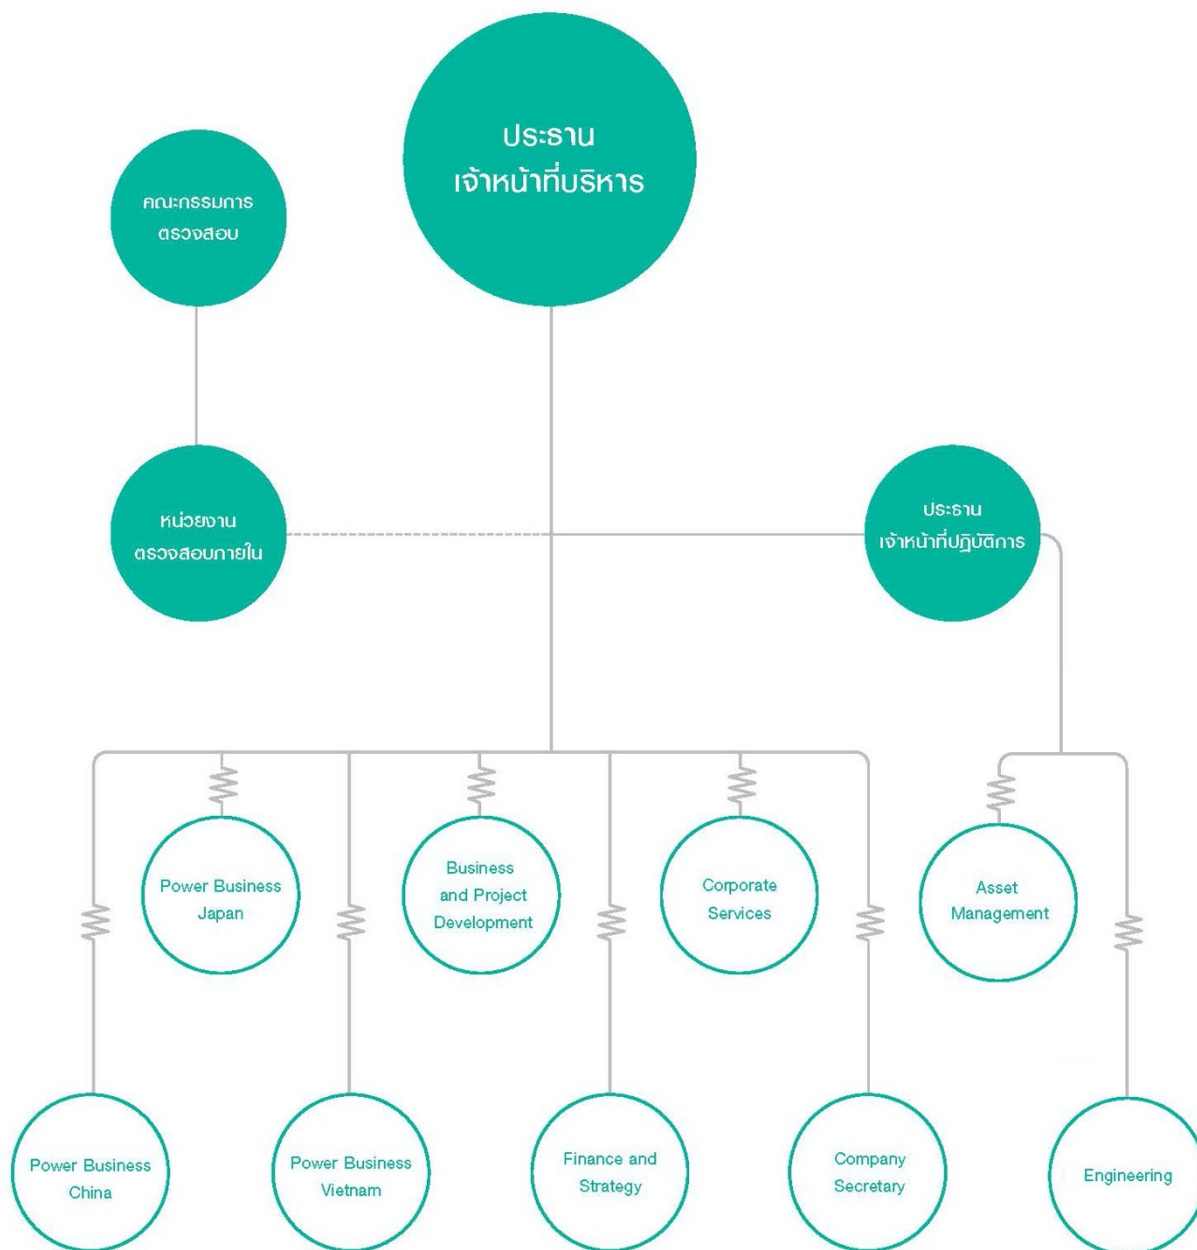 ประธาน
เจ้าหน้าที่บริหาร
คณะกรรมการ
ตรวจสอบ
หน่วยงาน
ตรวจสอบภายใน
ประธาน
เจ้าหน้าที่ปฏิบัติการ
Power Business
Japan
Business
and Project
Development
Corporate
Services
Asset
Management
Power Business
China
Power Business
Vietnam
Finance and
Strategy
Company
Secretary
Engineering